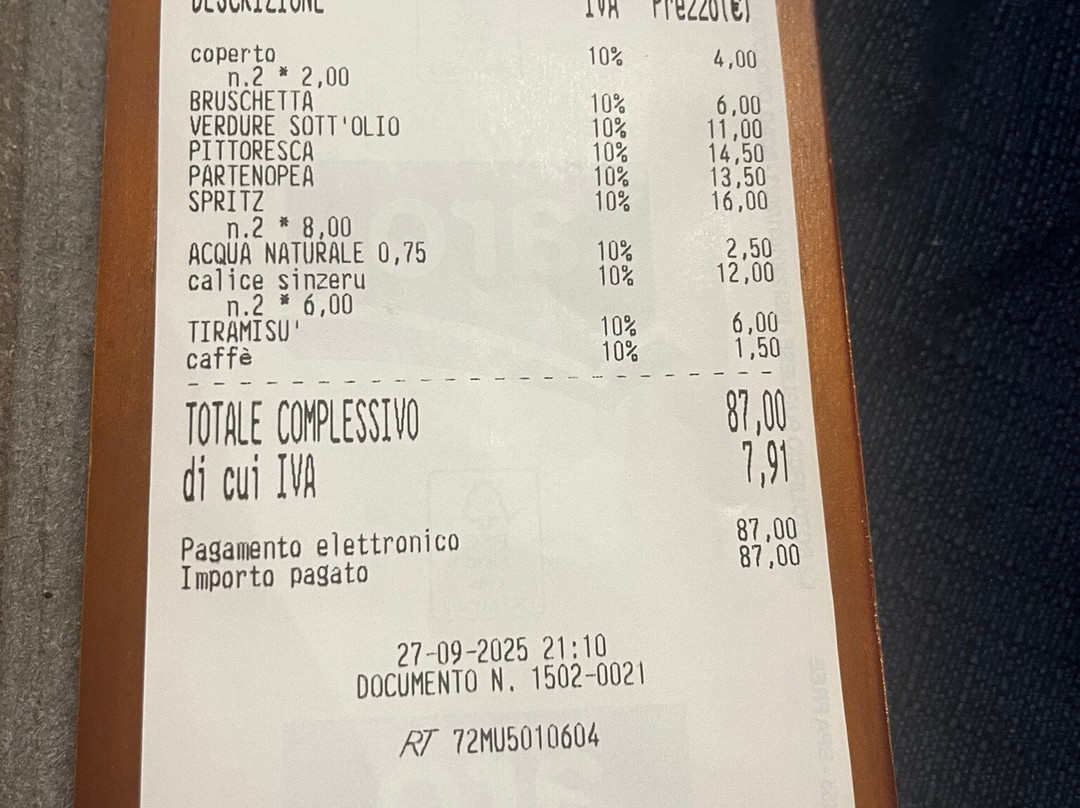 DESCRIZIONE IVA Prezzo(€)
coperto 10% 4,00
n.2 * 2,00
BRUSCHETTA 10% 6,00
VERDURE SOTT'OLIO 10% 11,00
PITTORESCA 10% 14,50
PARTENOPEA 10% 13,50
SPRITZ 10% 16,00
n.2 * 8,00
ACQUA NATURALE 0,75 10% 2,50
calice sinzeru 10% 12,00
n.2 * 6,00
TIRAMISU' 10% 6,00
caffè 10% 1,50
TOTALE COMPLESSIVO 87,00
di cui IVA 7,91
Pagamento elettronico 87,00
Importo pagato 87,00
27-09-2025 21:10
DOCUMENTO N. 1502-0021
RT 72MU5010604